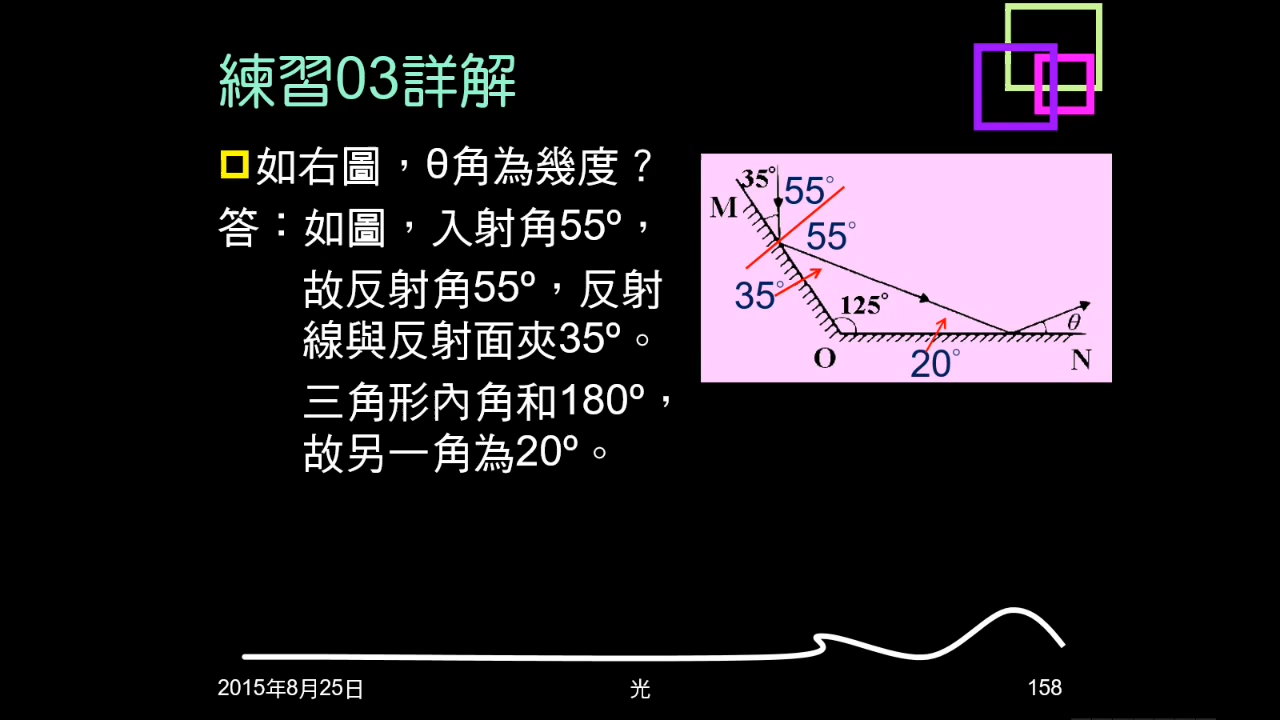 練習03詳解
如右圖，θ角為幾度？
答：如圖，入射角55º，
故反射角55º，反射
線與反射面夾35º。
三角形內角和180º，
故另一角為20º。
35°
55°
M
55°
35°
125°
θ
O
20°
N
2015年8月25日
光
158